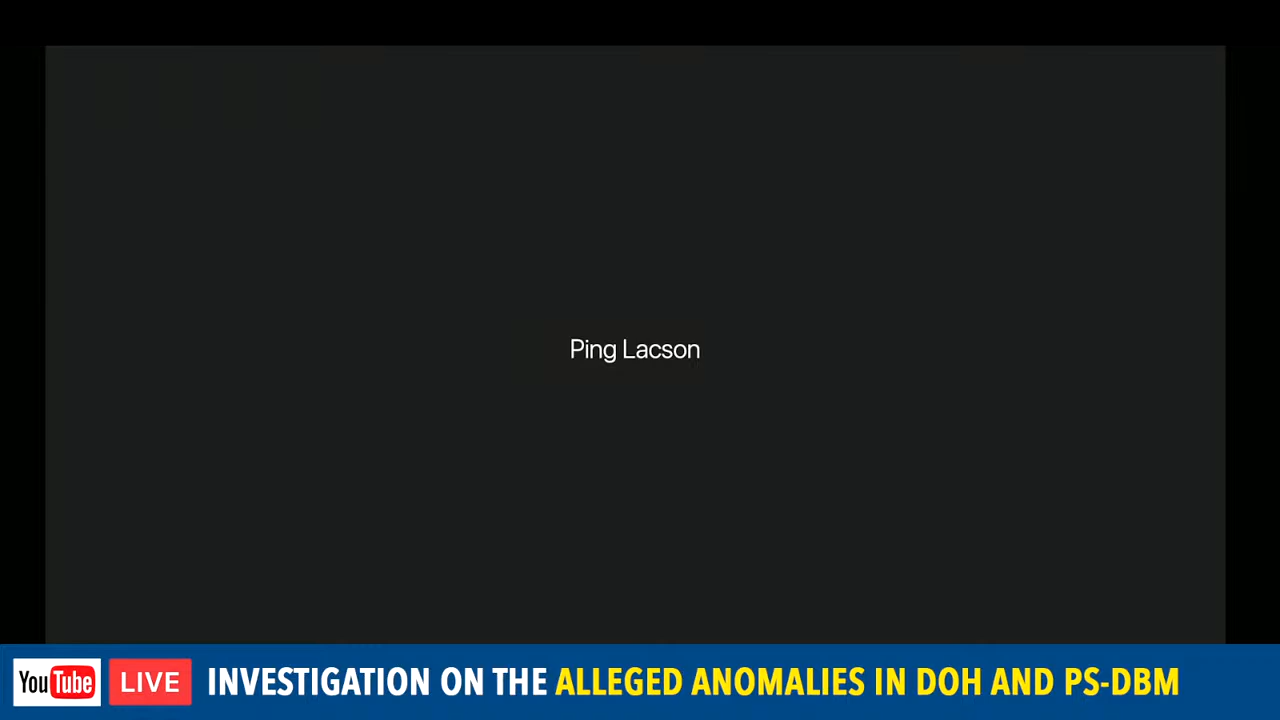 Ping Lacson
YouTube LIVE INVESTIGATION ON THE ALLEGED ANOMALIES IN DOH AND PS-DBM